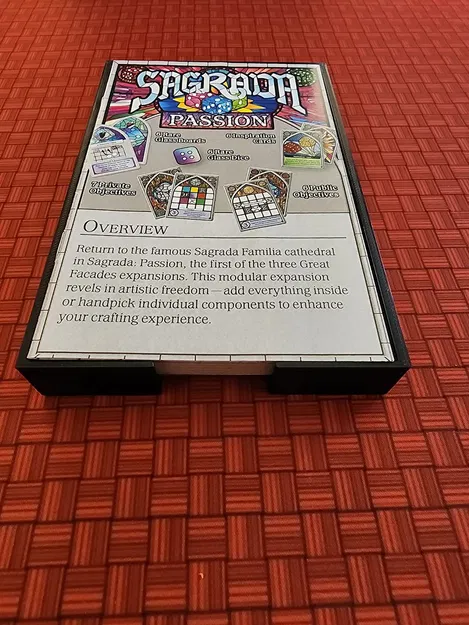 SAGRADA
PASSION
6 Rare
Glassboards
6 Inspiration
Cards
6 Rare
Glass Dice
7 Private
Objectives
6 Public
Objectives
OVERVIEW
Return to the famous Sagrada Familia cathedral
in Sagrada: Passion, the first of the three Great
Facades expansions. This modular expansion
revels in artistic freedom—add everything inside
or handpick individual components to enhance
your crafting experience.